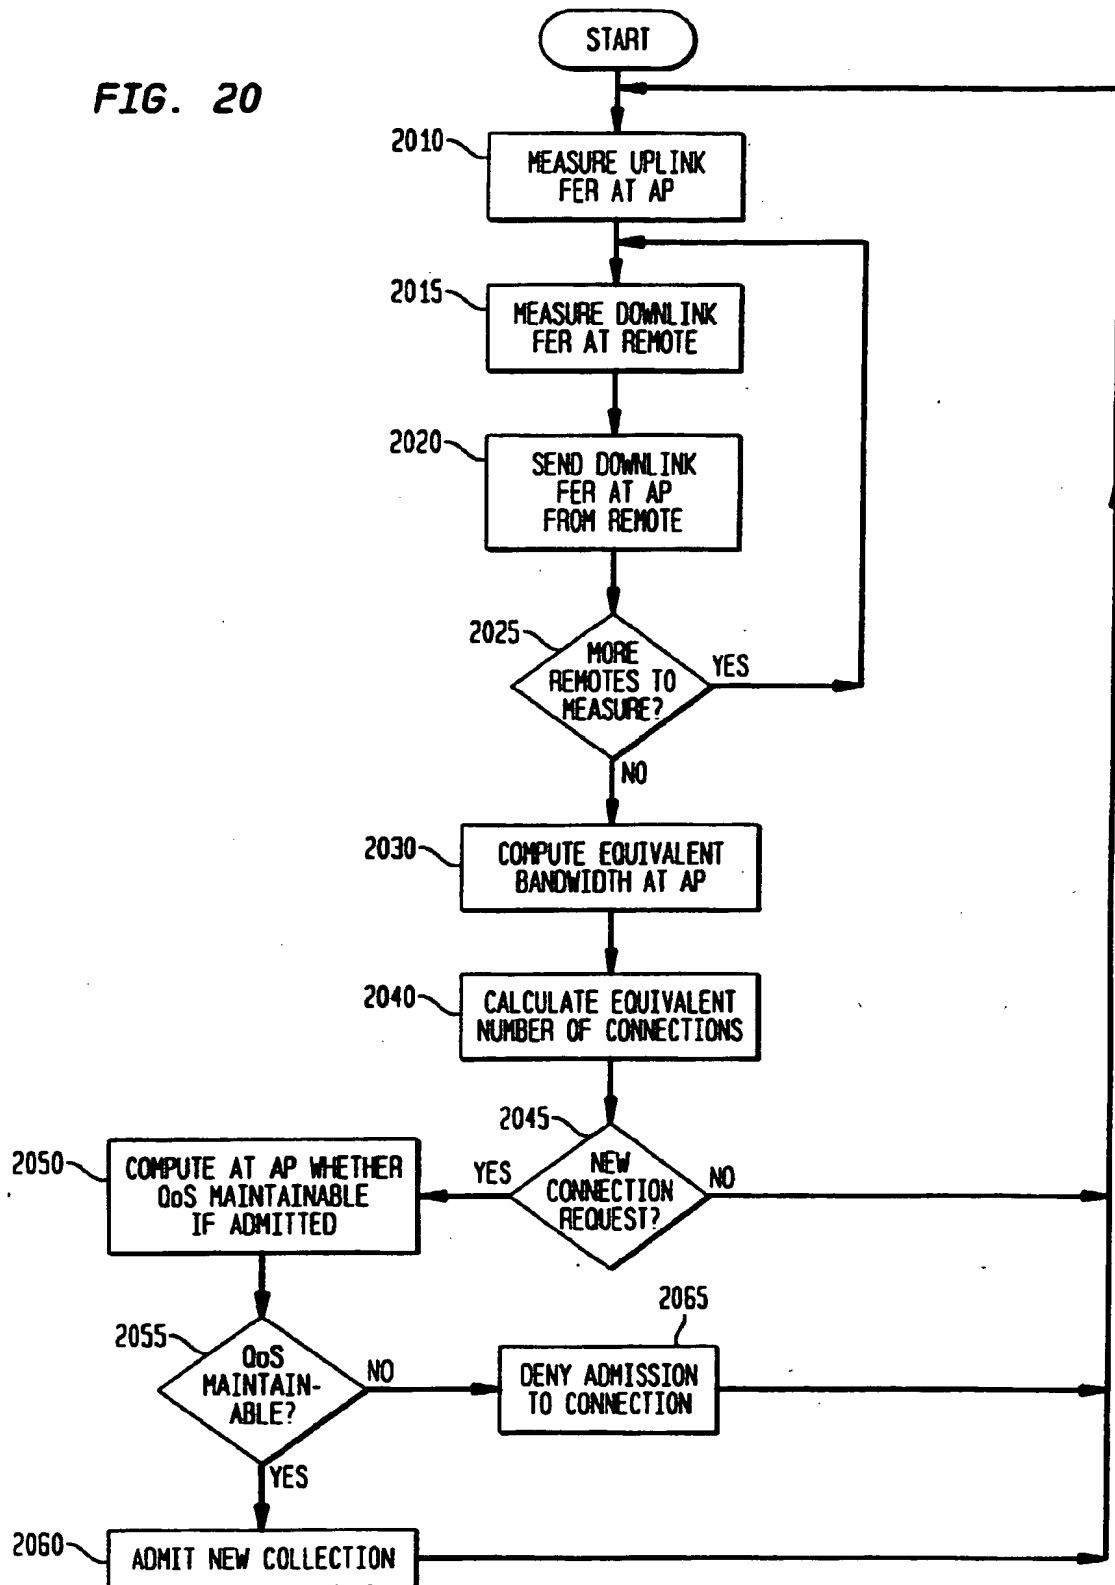 START
FIG. 20
2010
MEASURE UPLINK
FER AT AP
2015
MEASURE DOWNLINK
FER AT REMOTE
2020
SEND DOWNLINK
FER AT AP
FROM REMOTE
2025
MORE
REMOTES TO
MEASURE?
YES
NO
2030
COMPUTE EQUIVALENT
BANDWIDTH AT AP
2040
CALCULATE EQUIVALENT
NUMBER OF CONNECTIONS
2045
NEW
CONNECTION
REQUEST?
YES
NO
2050
COMPUTE AT AP WHETHER
QoS MAINTAINABLE
IF ADMITTED
2055
QoS
MAINTAIN-
ABLE?
NO
YES
2065
DENY ADMISSION
TO CONNECTION
2060
ADMIT NEW COLLECTION